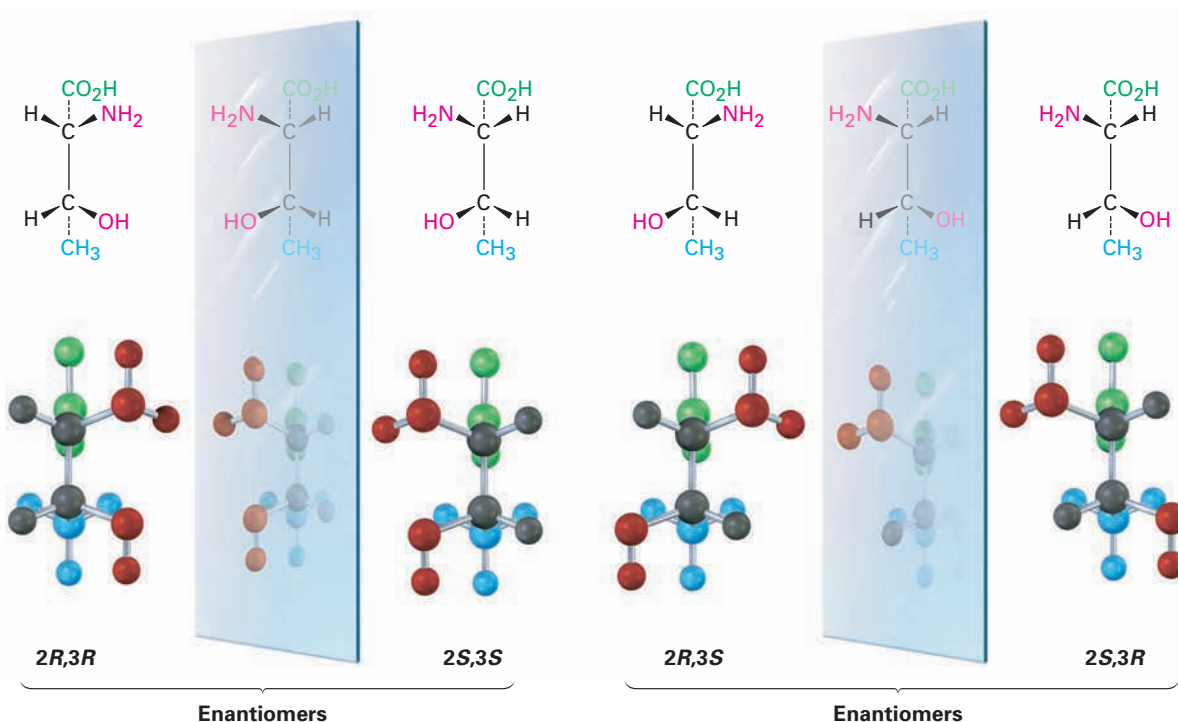 CO₂H CO₂H CO₂H CO₂H CO₂H CO₂H
H NH₂ H₂N H H₂N H H NH₂ H₂N H H₂N H
C C C C C C
C C C C C C
H OH HO H HO H HO H H OH H OH
CH₃ CH₃ CH₃ CH₃ CH₃ CH₃
2R,3R 2S,3S 2R,3S 2S,3R
Enantiomers Enantiomers